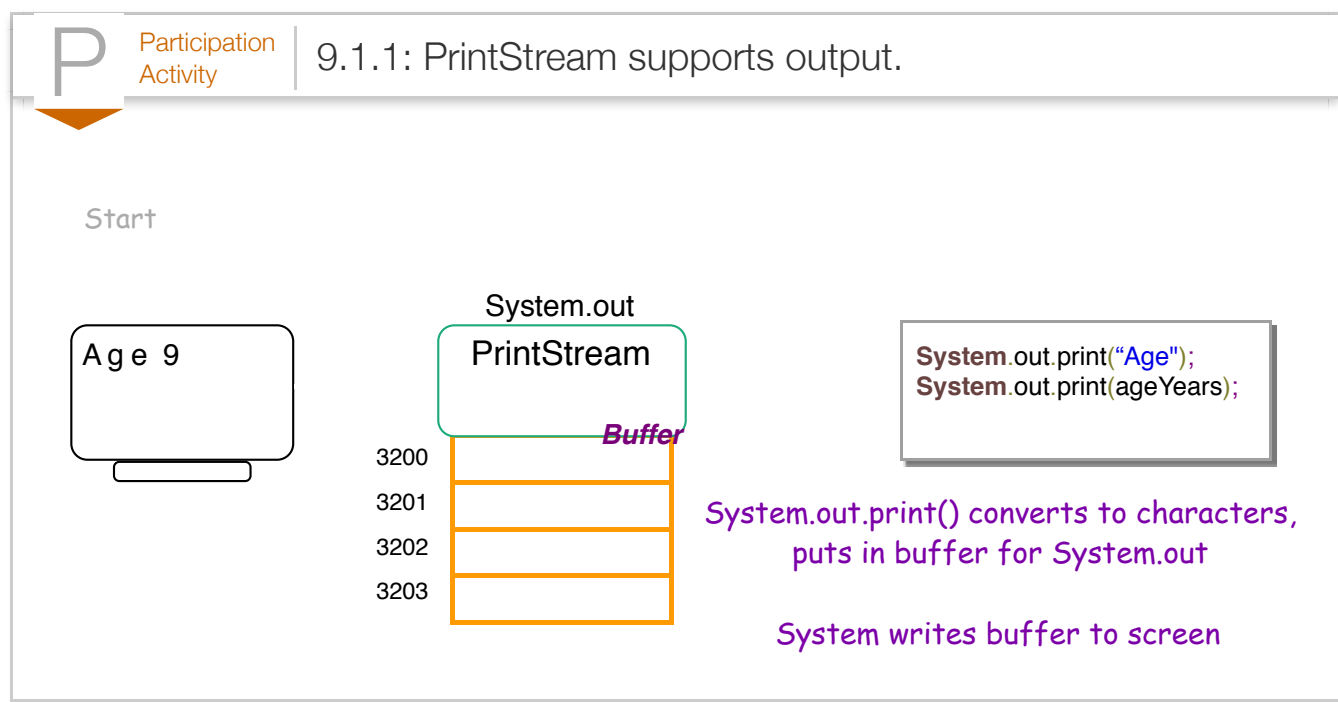 P
Participation
Activity
9.1.1: PrintStream supports output.
Start
Age 9
System.out
PrintStream
Buffer
3200
3201
3202
3203
System.out.print(“Age");
System.out.print(ageYears);
System.out.print() converts to characters,
puts in buffer for System.out
System writes buffer to screen